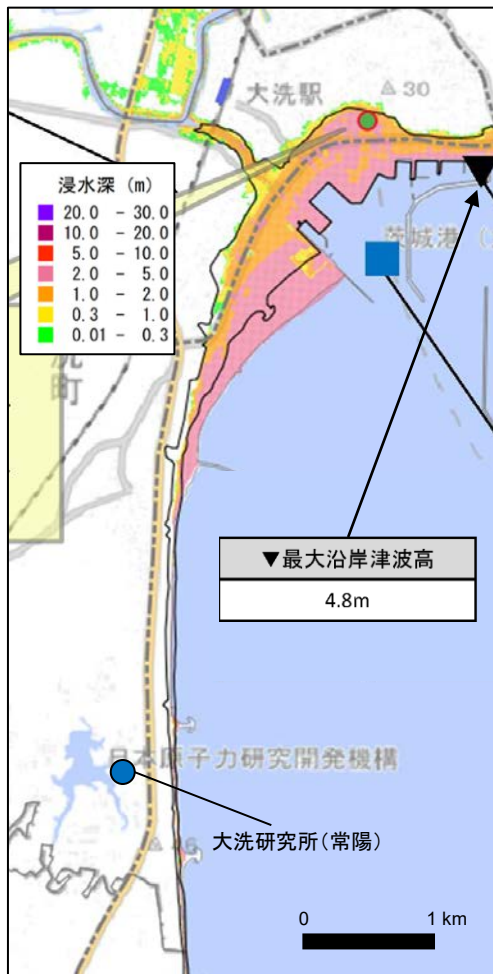 大洗駅
30
浸水深 (m)
20.0 - 30.0
10.0 - 20.0
5.0 - 10.0
2.0 - 5.0
1.0 - 2.0
0.3 - 1.0
0.01 - 0.3
茨城港
町
▼最大沿岸津波高
4.8m
日本原子力研究開発機構
大洗研究所(常陽)
0 1 km